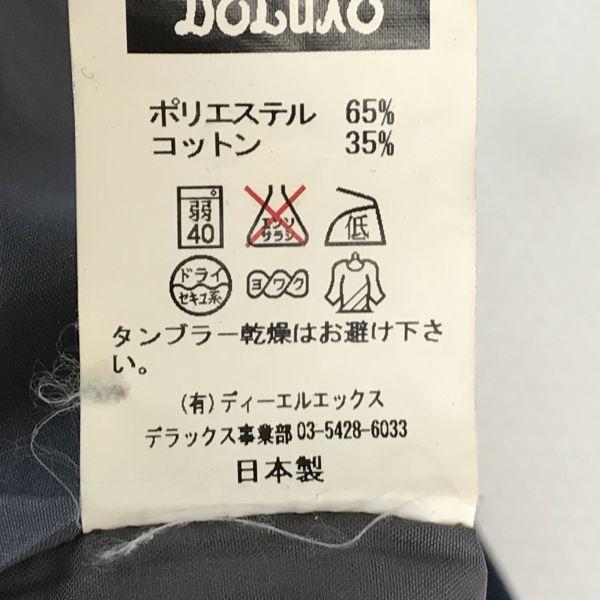 ポリエステル 65%
コットン 35%
弱
40
エンソ
サラシ
低
ドライ
セキユ系
ヨワク
タンブラー乾燥はお避け下さ
い。
(有)ディーエルエックス
デラックス事業部 03-5428-6033
日本製